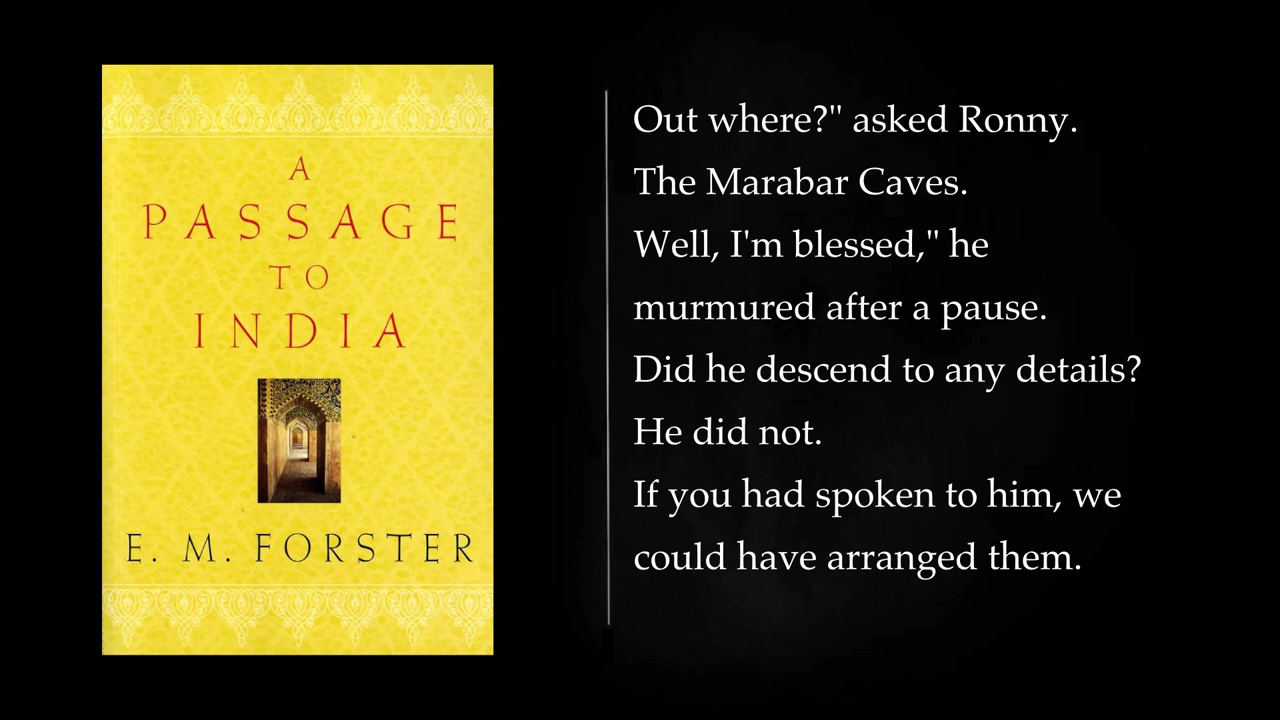 A
PASSAGE
TO
INDIA
E. M. FORSTER
Out where?" asked Ronny.
The Marabar Caves.
Well, I'm blessed," he
murmured after a pause.
Did he descend to any details?
He did not.
If you had spoken to him, we
could have arranged them.